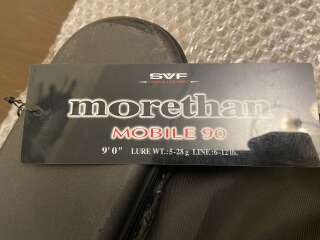 SVF
morethan
MOBILE 90
9'0" LURE WT.:5-28g LINE:6-12lb.